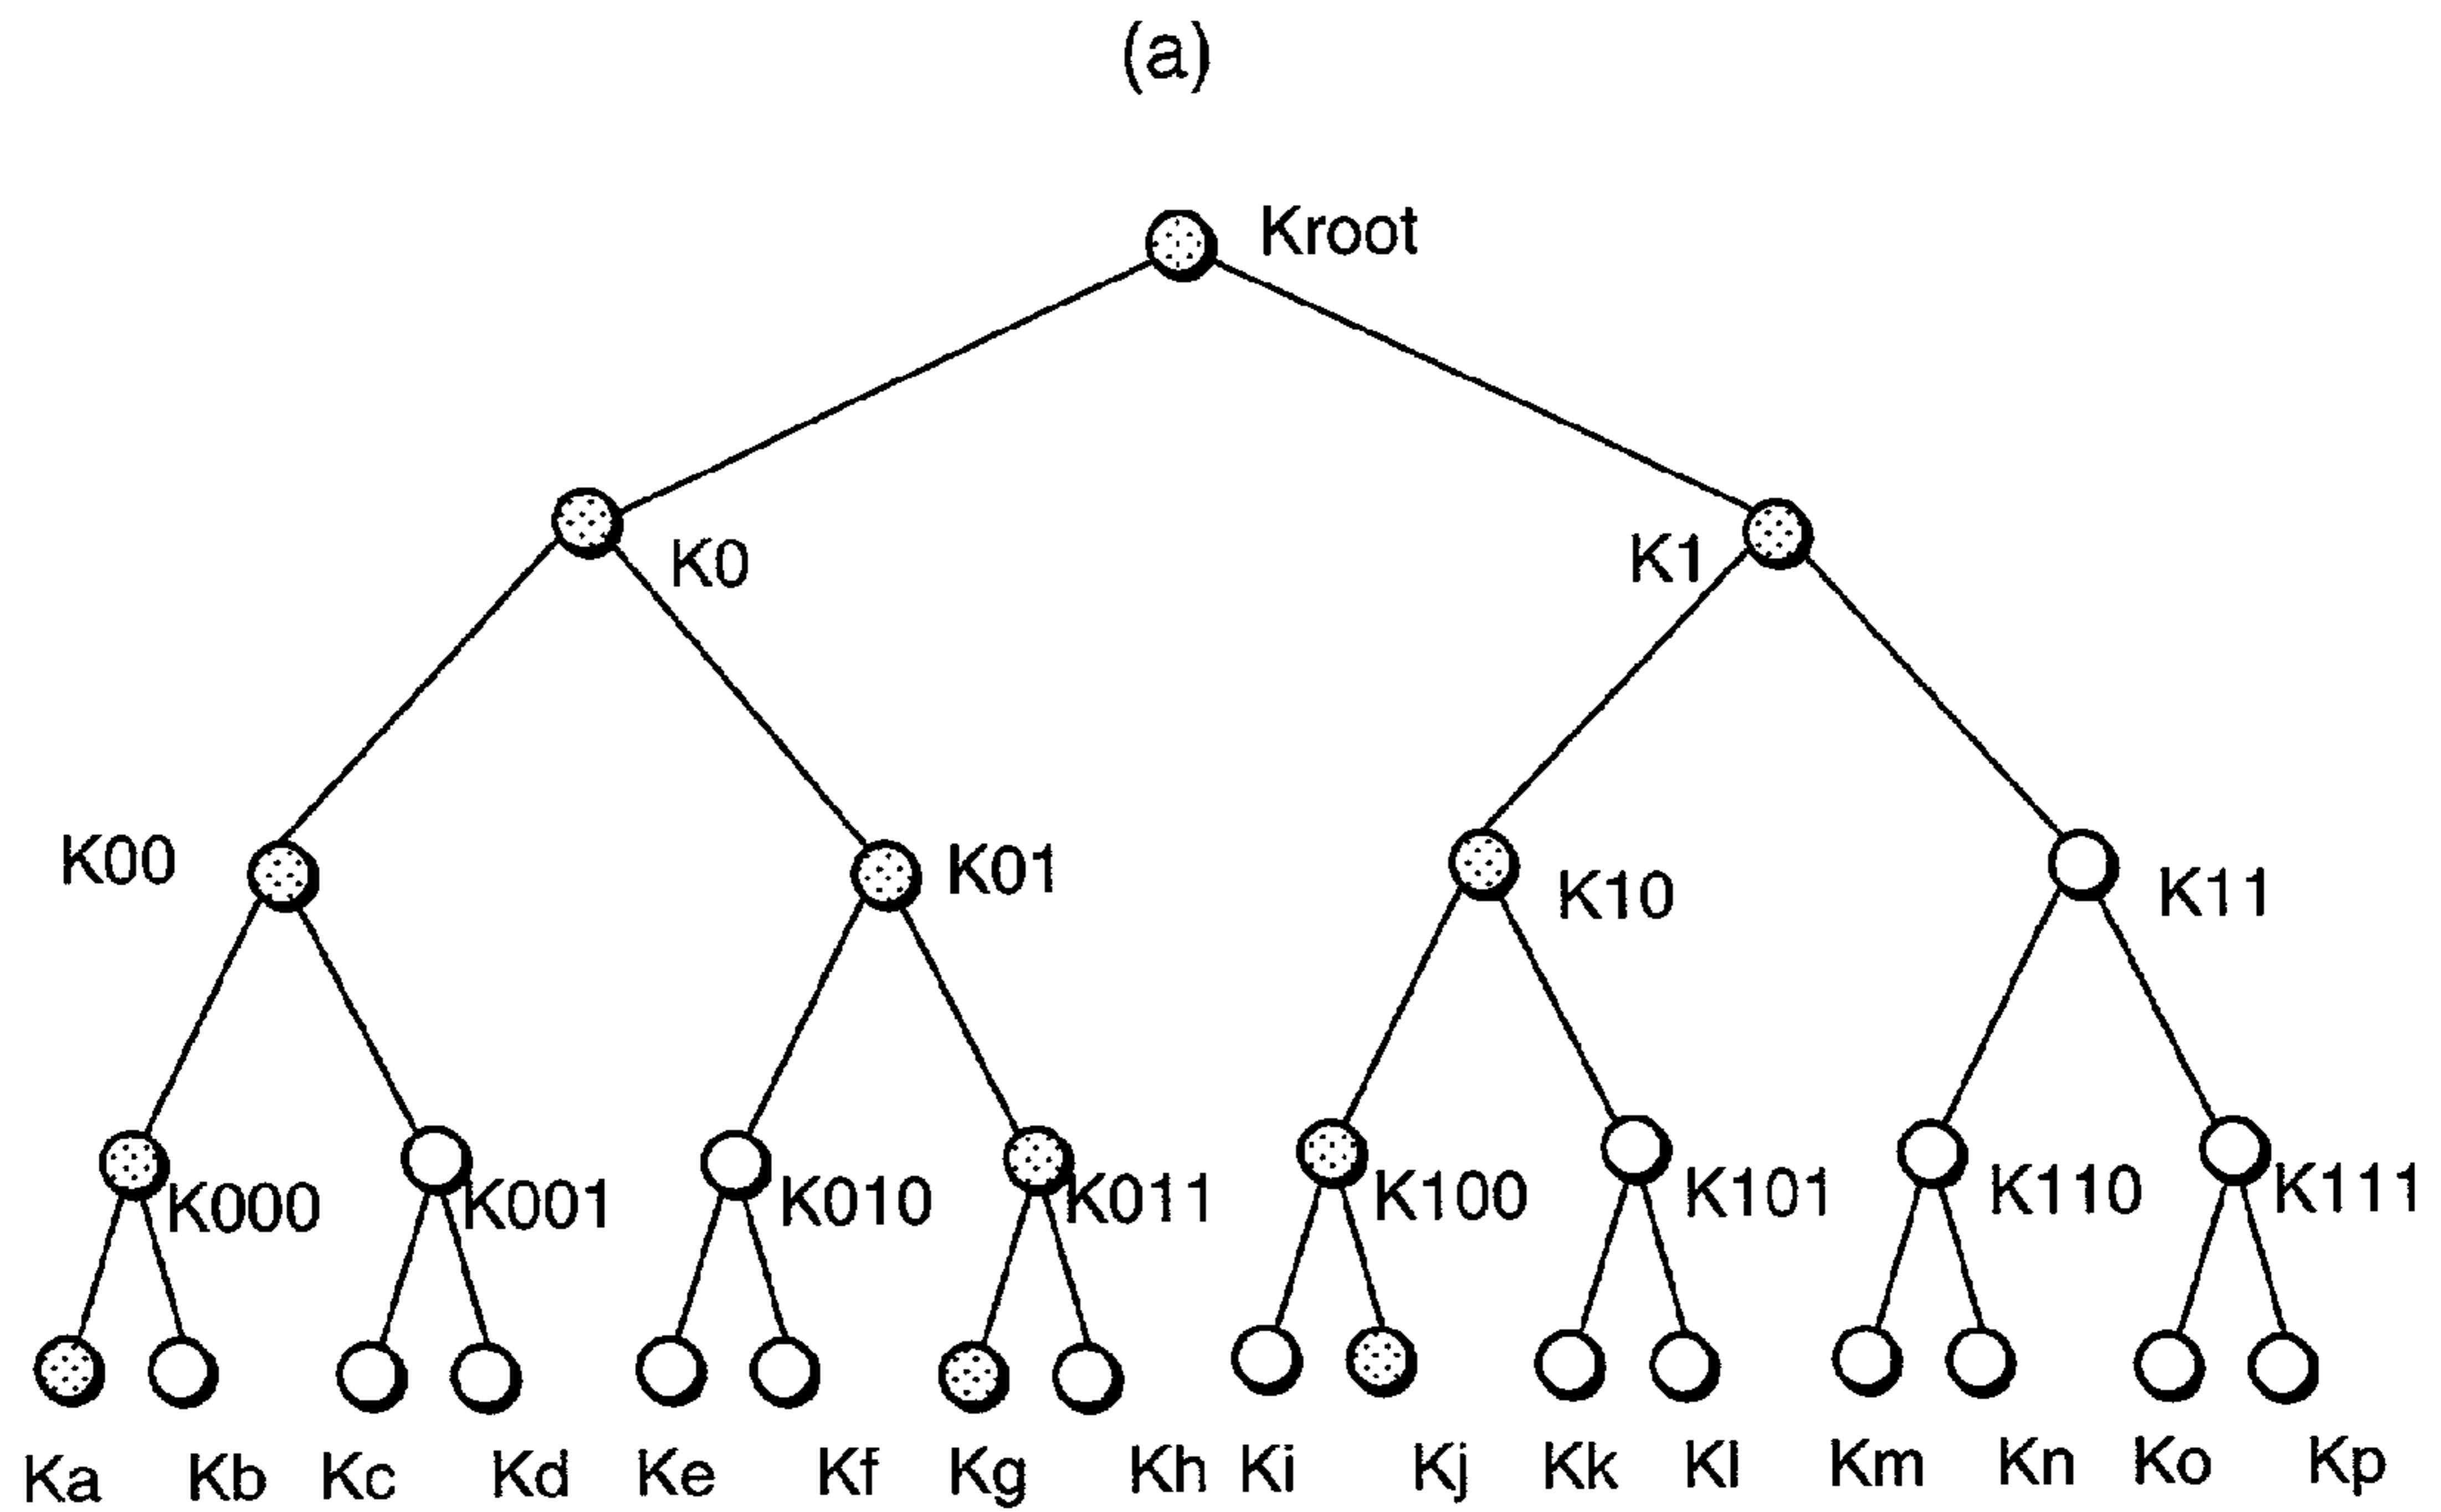 (a)
Kroot
K0 K1
K00 K01 K10 K11
K000 K001 K010 K011 K100 K101 K110 K111
Ka Kb Kc Kd Ke Kf Kg Kh Ki Kj Kk Kl Km Kn Ko Kp